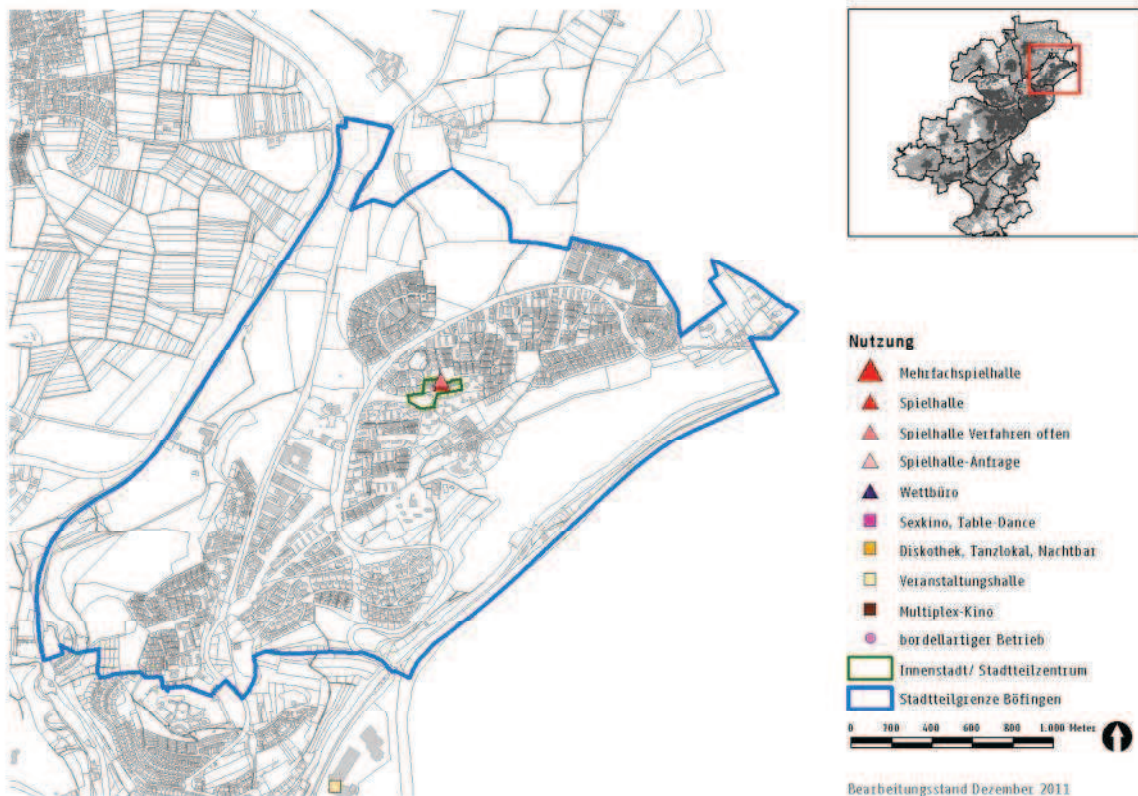 Nutzung
Mehrfachspielhalle
Spielhalle
Spielhalle Verfahren offen
Spielhalle-Anfrage
Wettbüro
Sexkino, Table-Dance
Diskothek, Tanzlokal, Nachtbar
Veranstaltungshalle
Multiplex-Kino
bordellartiger Betrieb
Innenstadt/ Stadtteilzentrum
Stadtteilgrenze Böfingen
0 200 400 600 800 1.000 Meter
Bearbeitungsstand Dezember 2011